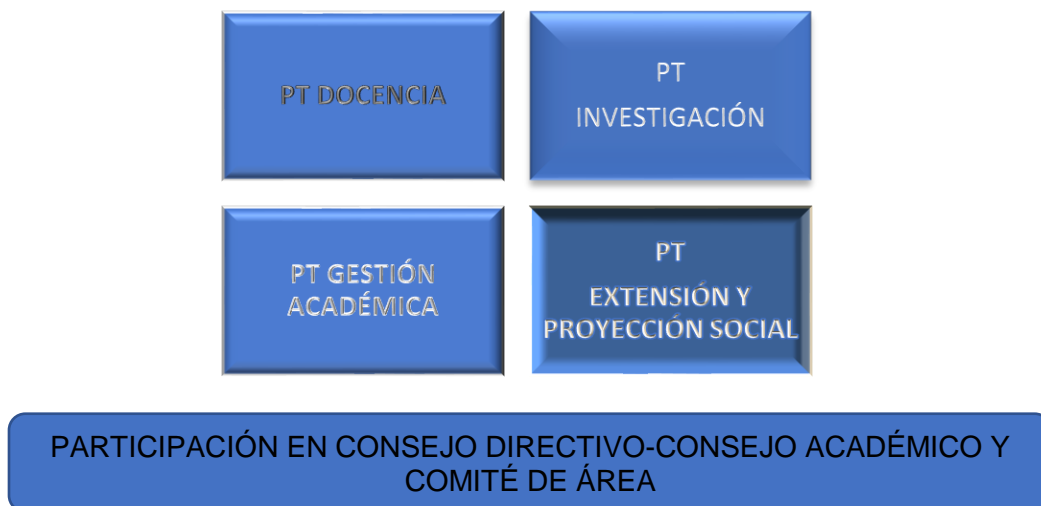 PT DOCENCIA
PT
INVESTIGACIÓN
PT GESTIÓN
ACADÉMICA
PT
EXTENSIÓN Y
PROYECCIÓN SOCIAL
PARTICIPACIÓN EN CONSEJO DIRECTIVO-CONSEJO ACADÉMICO Y
COMITÉ DE ÁREA